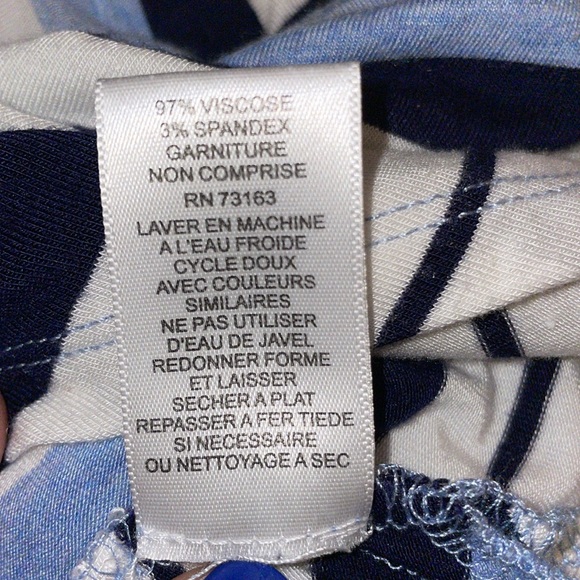 97% VISCOSE
3% SPANDEX
GARNITURE
NON COMPRISE
RN 73163
LAVER EN MACHINE
A L'EAU FROIDE
CYCLE DOUX
AVEC COULEURS
SIMILAIRES
NE PAS UTILISER
D'EAU DE JAVEL
REDONNER FORME
ET LAISSER
SECHER A PLAT
REPASSER A FER TIEDE
SI NECESSAIRE
OU NETTOYAGE A SEC